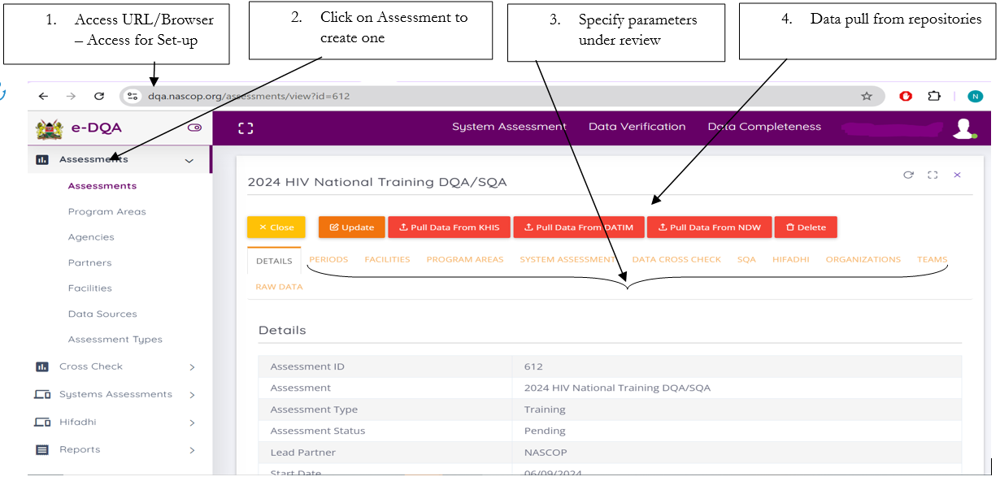 1. Access URL/Browser
– Access for Set-up
2. Click on Assessment to
create one
3. Specify parameters
under review
4. Data pull from repositories
dqa.nascop.org/assessments/view?id=612
N
e-DQA
System Assessment Data Verification Data Completeness
Assessments
Assessments
Program Areas
Agencies
Partners
Facilities
Data Sources
Assessment Types
Cross Check
Systems Assessments
Hifadhi
Reports
2024 HIV National Training DQA/SQA
× Close Update Pull Data From KHIS Pull Data From DATIM Pull Data From NDW Delete
DETAILS PERIODS FACILITIES PROGRAM AREAS SYSTEM ASSESSMENT DATA CROSS CHECK SQA HIFADHI ORGANIZATIONS TEAMS
RAW DATA
Details
Assessment ID 612
Assessment 2024 HIV National Training DQA/SQA
Assessment Type Training
Assessment Status Pending
Lead Partner NASCOP
Start Date 06/09/2024